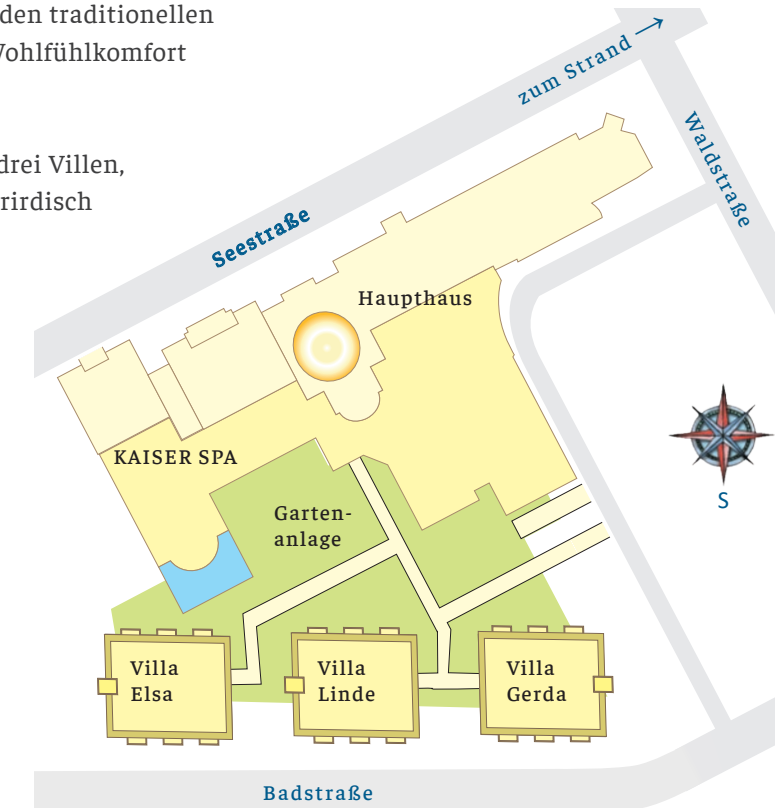 den traditionellen
Wohlfühlkomfort
drei Villen,
rirdisch
zum Strand
Waldstraße
Seestraße
Haupthaus
KAISER SPA
Garten-
anlage
S
Villa
Elsa
Villa
Linde
Villa
Gerda
Badstraße